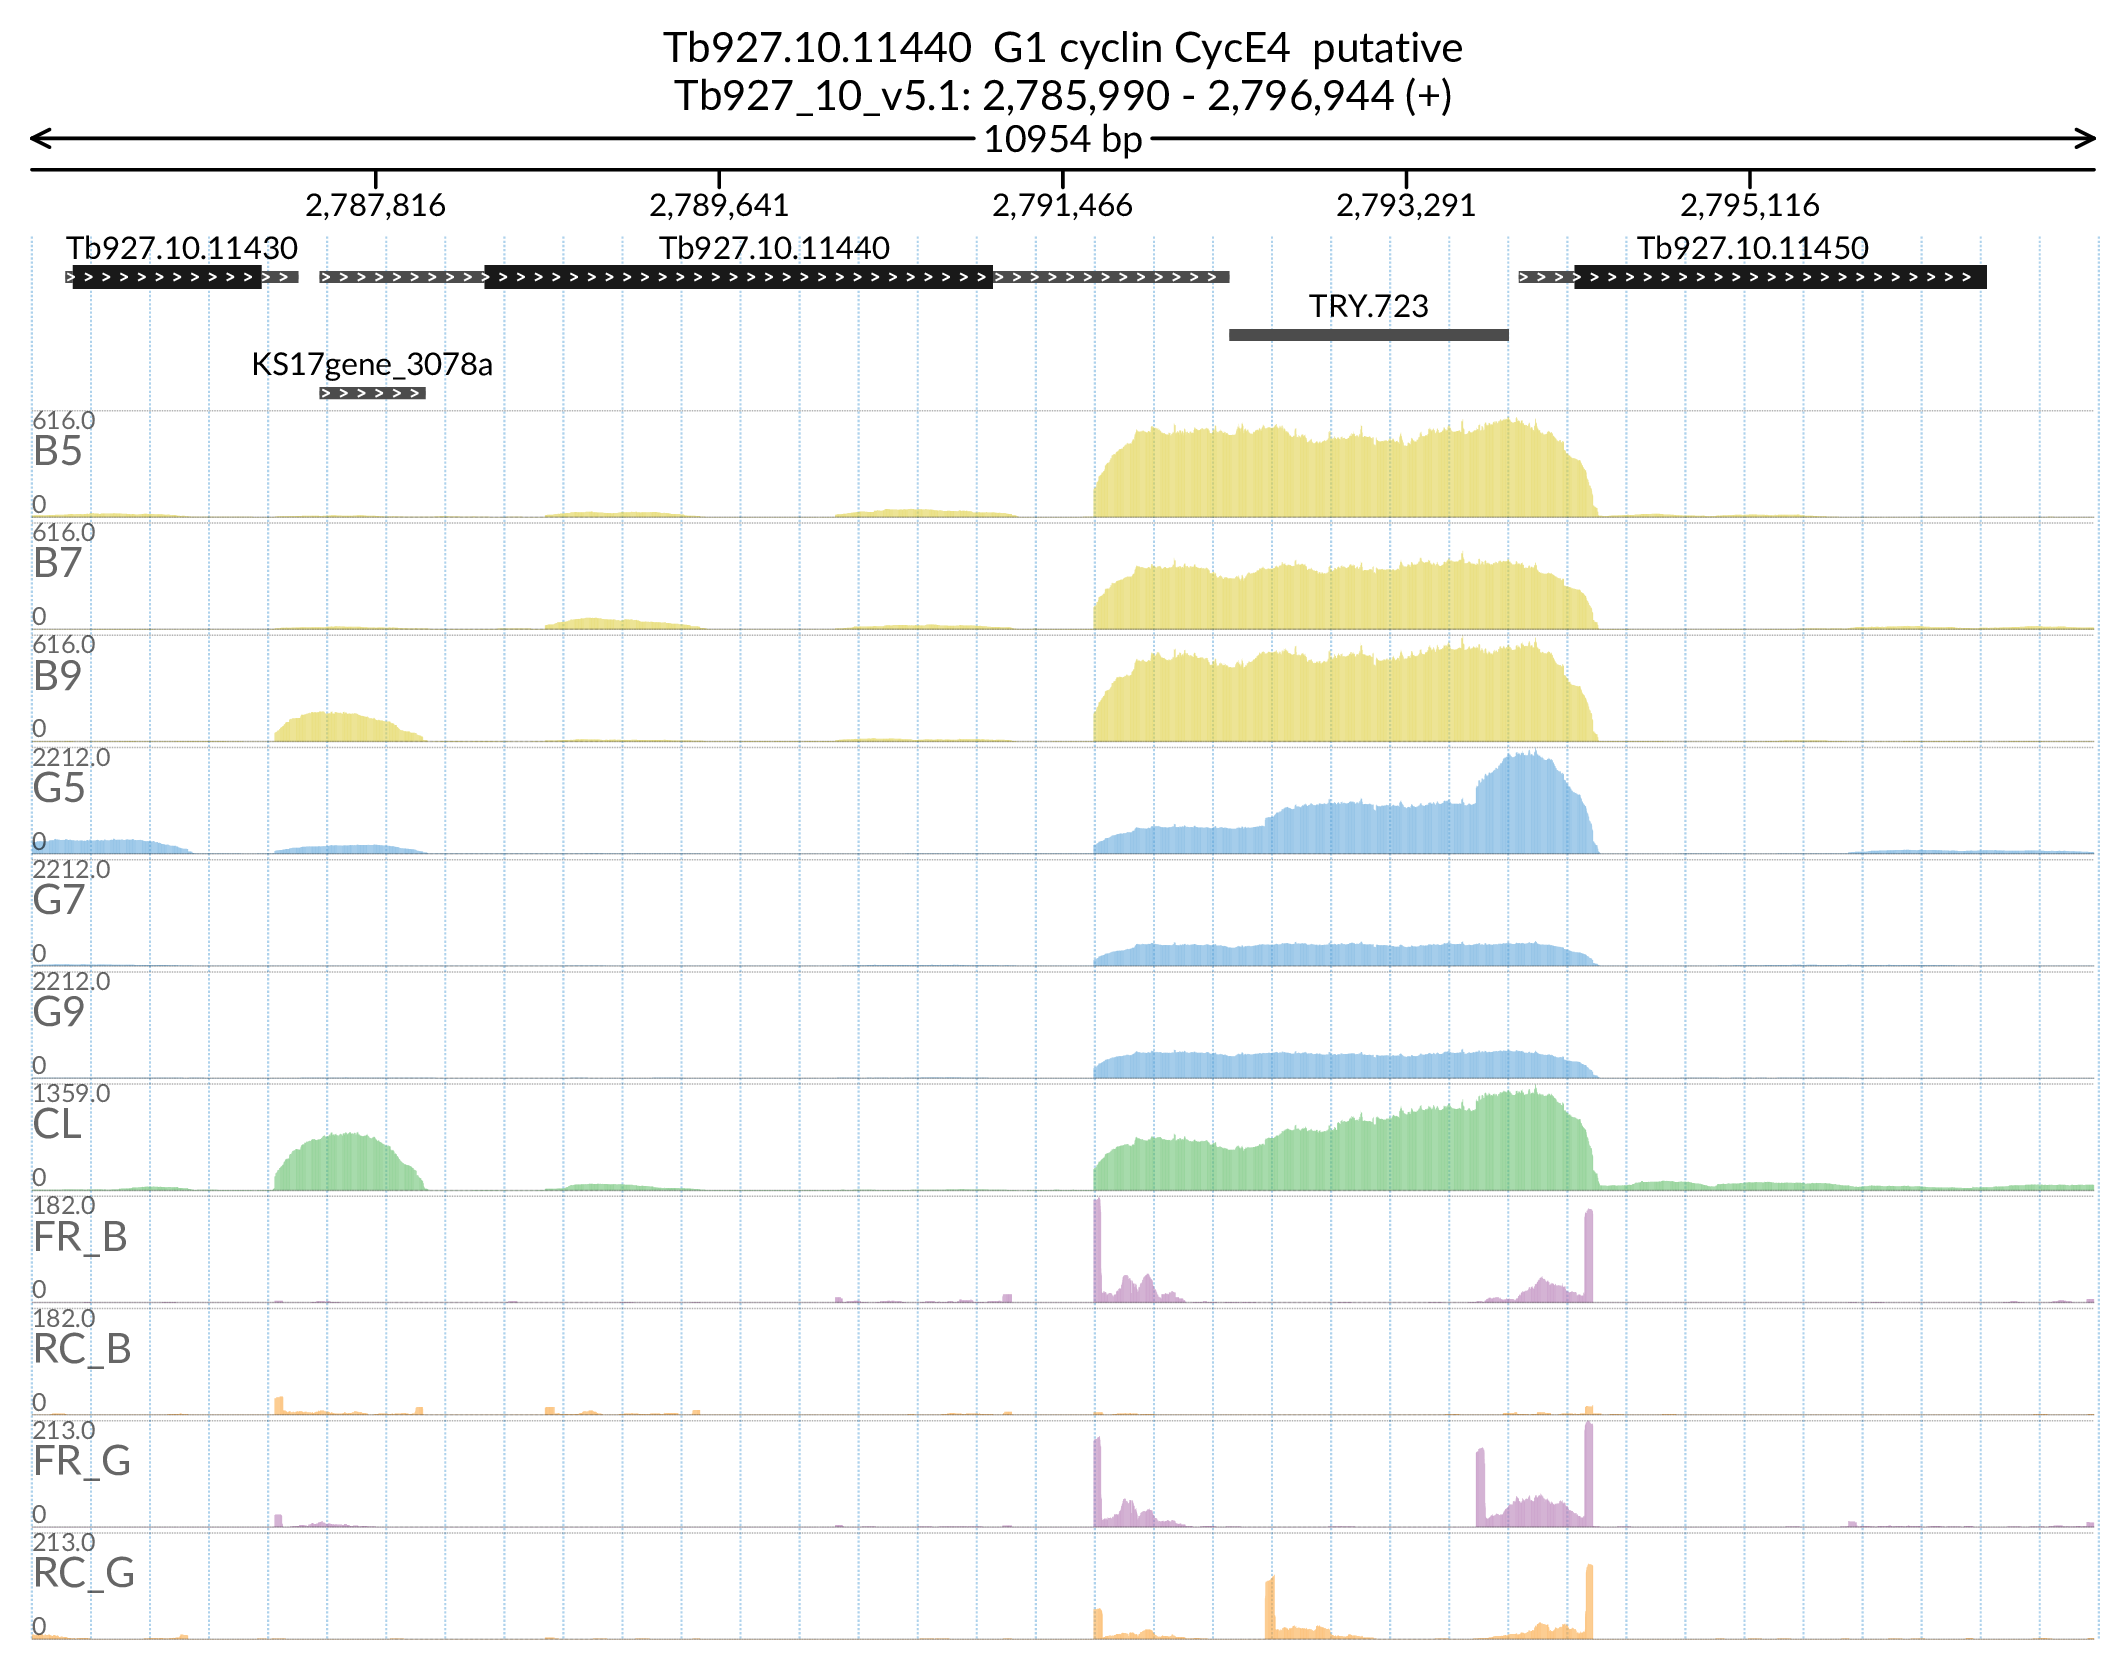 Tb927.10.11440  G1 cyclin CycE4  putative
Tb927_10_v5.1: 2,785,990 - 2,796,944 (+)
10954 bp
2,787,816 2,789,641 2,791,466 2,793,291 2,795,116
Tb927.10.11430 Tb927.10.11440 Tb927.10.11450
TRY.723
KS17gene_3078a
616.0
B5
0
616.0
B7
0
616.0
B9
0
2212.0
G5
0
2212.0
G7
0
2212.0
G9
0
1359.0
CL
0
182.0
FR_B
0
182.0
RC_B
0
213.0
FR_G
0
213.0
RC_G
0